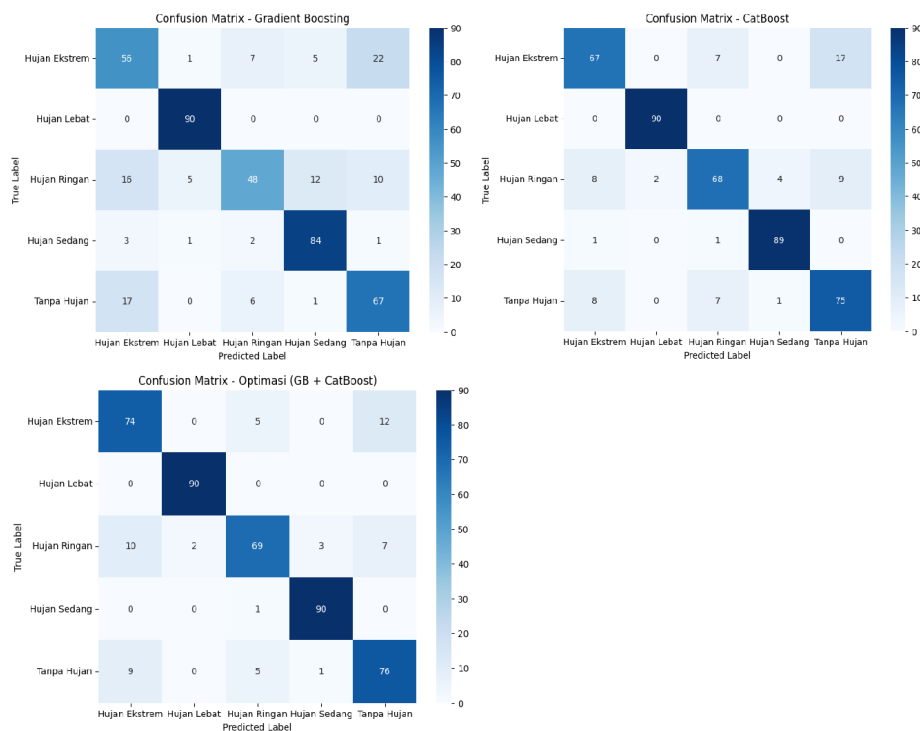 Confusion Matrix - Gradient Boosting
True Label
Hujan Ekstrem 56 1 7 5 22
Hujan Lebat 0 90 0 0 0
Hujan Ringan 16 5 48 12 10
Hujan Sedang 3 1 2 84 1
Tanpa Hujan 17 0 6 1 67
Hujan Ekstrem Hujan Lebat Hujan Ringan Hujan Sedang Tanpa Hujan
Predicted Label
90
80
70
60
50
40
30
20
10
0
Confusion Matrix - CatBoost
True Label
Hujan Ekstrem 67 0 7 0 17
Hujan Lebat 0 90 0 0 0
Hujan Ringan 8 2 68 4 9
Hujan Sedang 1 0 1 89 0
Tanpa Hujan 8 0 7 1 75
Hujan Ekstrem Hujan Lebat Hujan Ringan Hujan Sedang Tanpa Hujan
Predicted Label
90
80
70
60
50
40
30
20
10
0
Confusion Matrix - Optimasi (GB + CatBoost)
True Label
Hujan Ekstrem 74 0 5 0 12
Hujan Lebat 0 90 0 0 0
Hujan Ringan 10 2 69 3 7
Hujan Sedang 0 0 1 90 0
Tanpa Hujan 9 0 5 1 76
Hujan Ekstrem Hujan Lebat Hujan Ringan Hujan Sedang Tanpa Hujan
Predicted Label
90
80
70
60
50
40
30
20
10
0